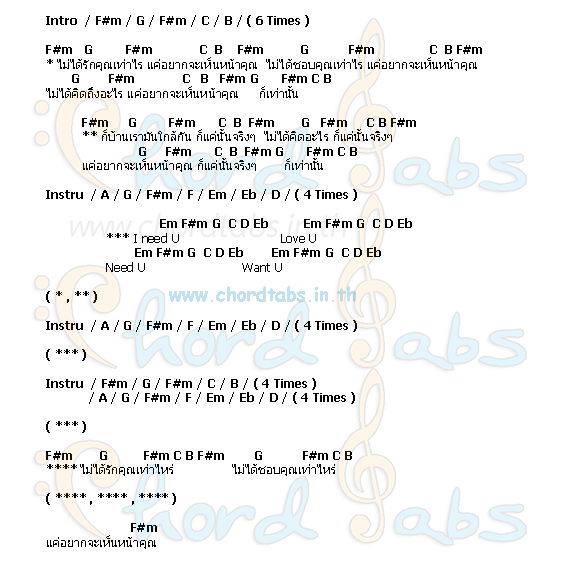 Intro / F#m / G / F#m / C / B / ( 6 Times )
F#m G F#m C B F#m G F#m C B F#m
* ไม่ได้รักคุณเท่าไร แค่อยากจะเห็นหน้าคุณ ไม่ได้ชอบคุณเท่าไร แค่อยากจะเห็นหน้าคุณ
G F#m C B F#m G F#m C B
ไม่ได้คิดถึงอะไร แค่อยากจะเห็นหน้าคุณ ก็เท่านั้น
F#m G F#m C B F#m G F#m C B F#m
** ก็บ้านเรามันใกล้กัน ก็แค่นั้นจริงๆ ไม่ได้คิดอะไร ก็แค่นั้นจริงๆ
G F#m C B F#m G F#m C B
แค่อยากจะเห็นหน้าคุณ ก็แค่นั้นจริงๆ ก็เท่านั้น
Instru / A / G / F#m / F / Em / Eb / D / ( 4 Times )
www.chordtabs.in.th
Em F#m G C D Eb Em F#m G C D Eb
*** I need U Love U
Em F#m G C D Eb Em F#m G C D Eb
Need U Want U
( * , ** )
www.chordtabs.in.th
Instru / A / G / F#m / F / Em / Eb / D / ( 4 Times )
( *** )
Instru / F#m / G / F#m / C / B / ( 4 Times )
/ A / G / F#m / F / Em / Eb / D / ( 4 Times )
( *** )
F#m G F#m C B F#m G F#m C B
**** ไม่ได้รักคุณเท่าไหร่ ไม่ได้ชอบคุณเท่าไหร่
( **** , **** , **** )
F#m
แค่อยากจะเห็นหน้าคุณ